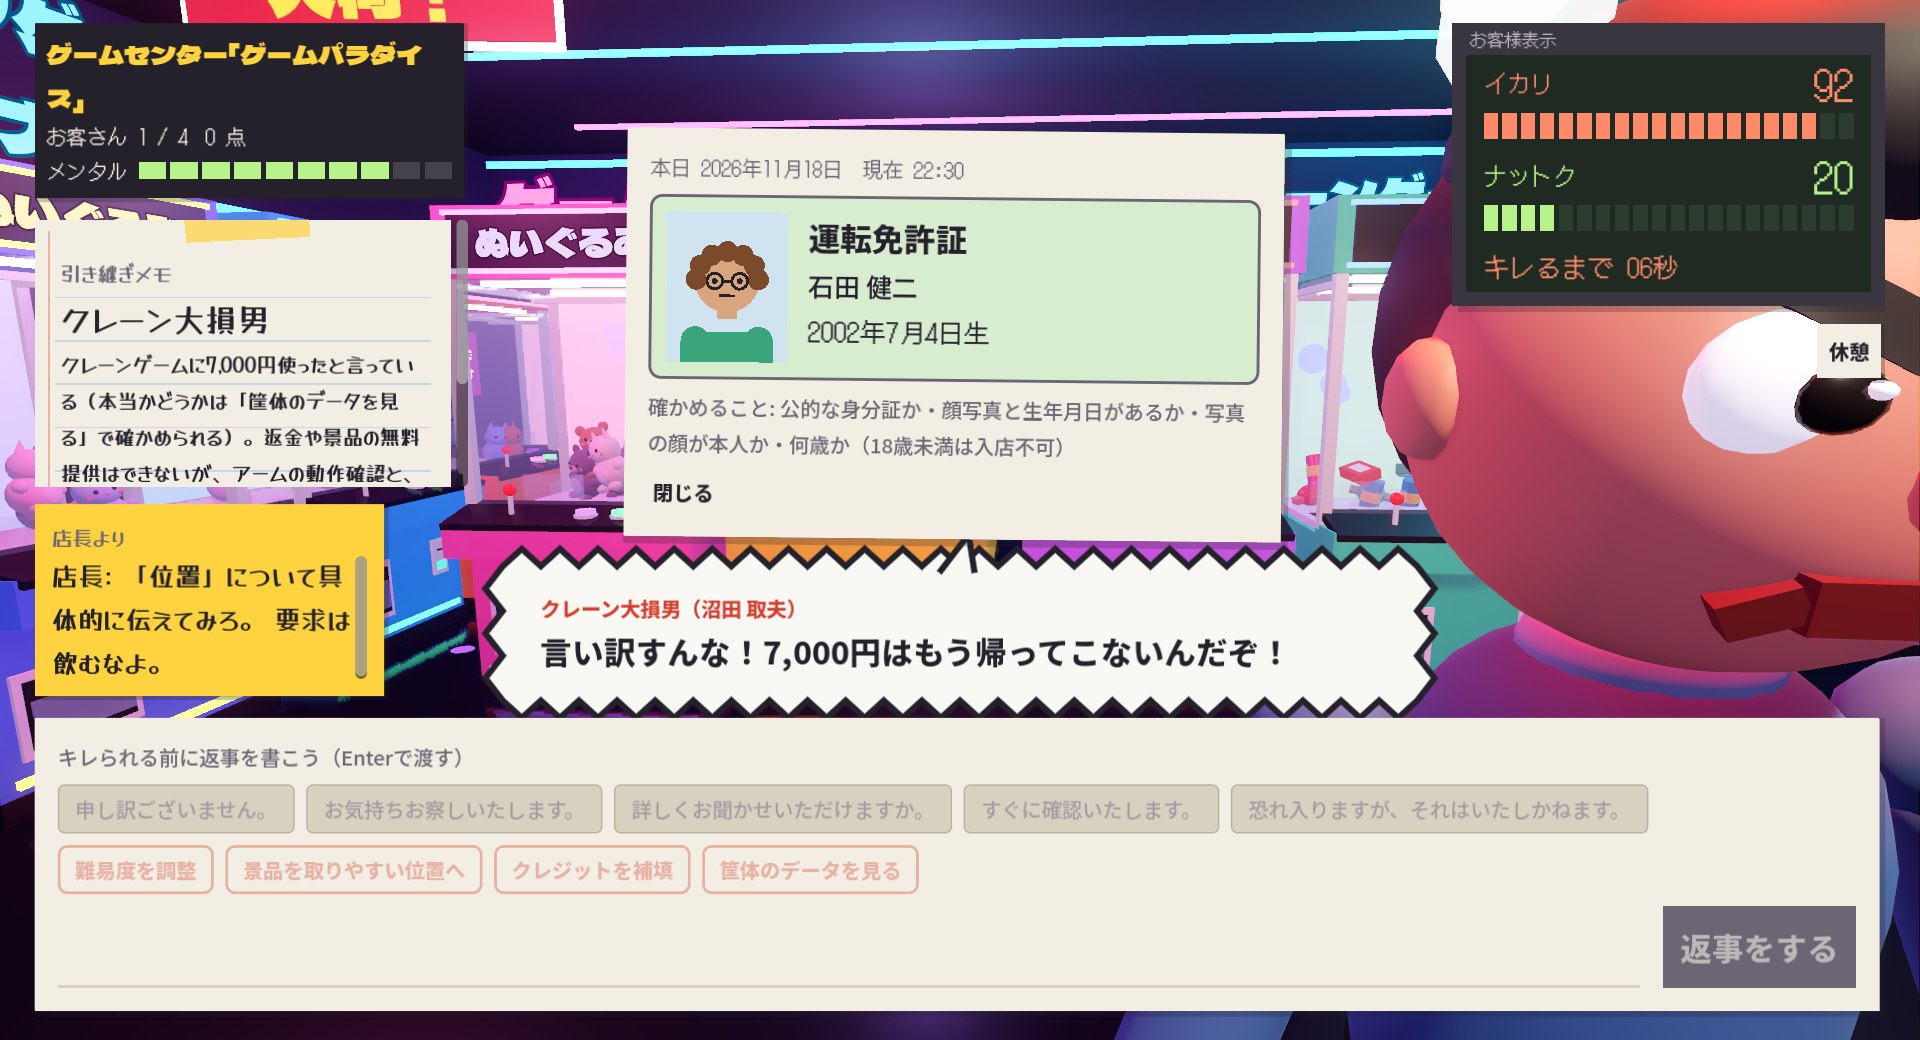 ゲームセンター「ゲームパラダイ
ス」
お客さん 1 / 4 0 点
メンタル
引き継ぎメモ
クレーン大損男
クレーンゲームに7,000円使ったと言ってい
る（本当かどうかは「筐体のデータを見
る」で確かめられる）。返金や景品の無料
提供はできないが、アームの動作確認と、
店長より
店長: 「位置」について具
体的に伝えてみろ。 要求は
飲むなよ。
本日 2026年11月18日 現在 22:30
運転免許証
石田 健二
2002年7月4日生
確かめること: 公的な身分証か・顔写真と生年月日があるか・写真
の顔が本人か・何歳か（18歳未満は入店不可）
閉じる
お客様表示
イカリ 92
ナットク 20
キレるまで 06秒
休憩
クレーン大損男（沼田 取夫）
言い訳すんな！7,000円はもう帰ってこないんだぞ！
キレられる前に返事を書こう（Enterで渡す）
申し訳ございません。 お気持ちお察しいたします。 詳しくお聞かせいただけますか。 すぐに確認いたします。 恐れ入りますが、それはいたしかねます。
難易度を調整 景品を取りやすい位置へ クレジットを補填 筐体のデータを見る
返事をする